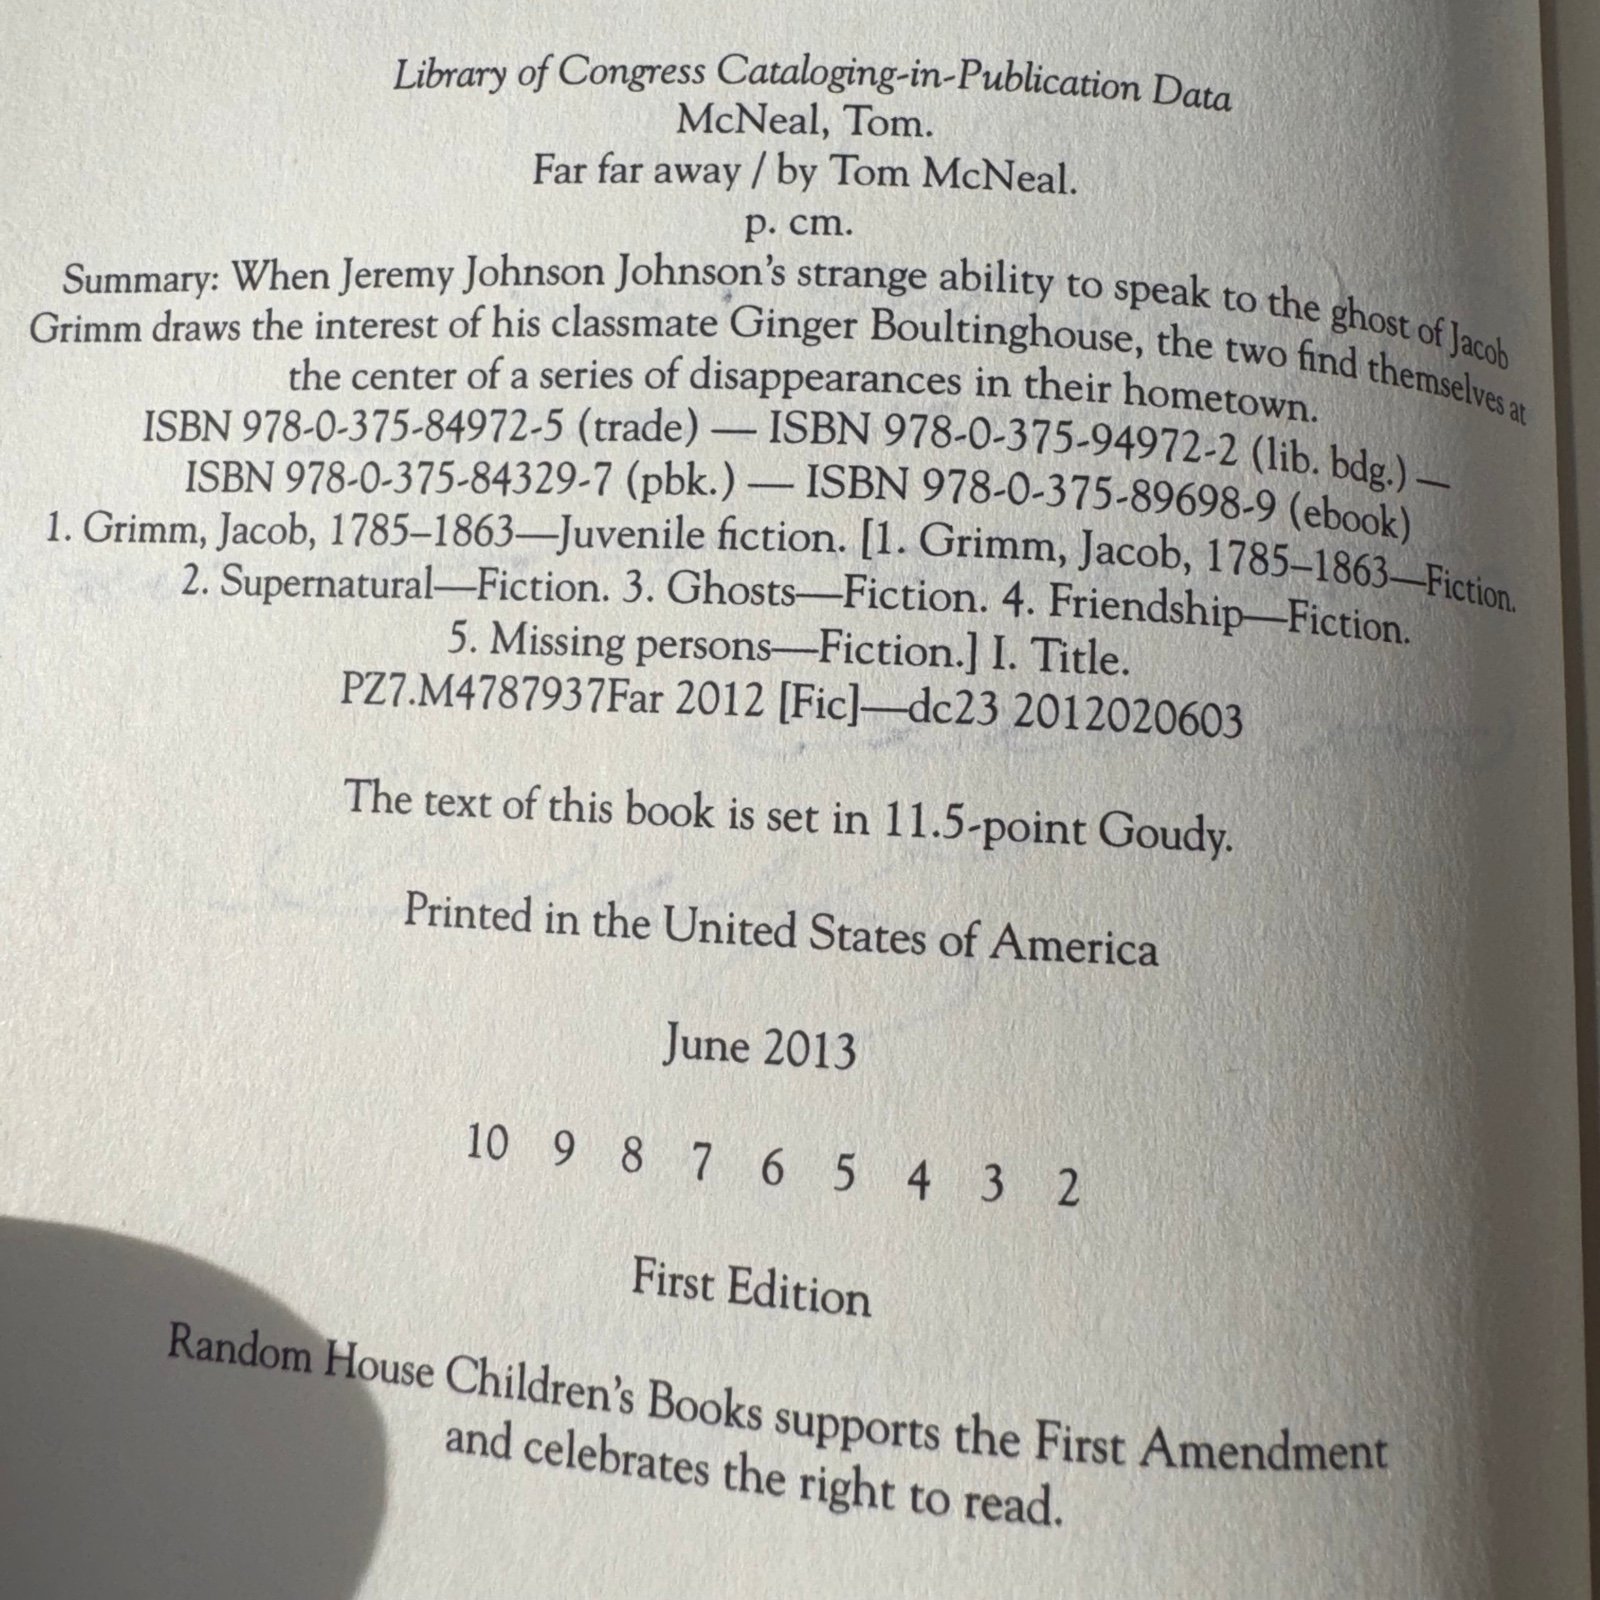 Library of Congress Cataloging-in-Publication Data
McNeal, Tom.
Far far away / by Tom McNeal.
p. cm.
Summary: When Jeremy Johnson Johnson's strange ability to speak to the ghost of Jacob
Grimm draws the interest of his classmate Ginger Boultinghouse, the two find themselves at
the center of a series of disappearances in their hometown.
ISBN 978-0-375-84972-5 (trade) — ISBN 978-0-375-94972-2 (lib. bdg.) —
ISBN 978-0-375-84329-7 (pbk.) — ISBN 978-0-375-89698-9 (ebook)
1. Grimm, Jacob, 1785–1863—Juvenile fiction. [1. Grimm, Jacob, 1785–1863—Fiction.
2. Supernatural—Fiction. 3. Ghosts—Fiction. 4. Friendship—Fiction.
5. Missing persons—Fiction.] I. Title.
PZ7.M4787937Far 2012 [Fic]—dc23 2012020603
The text of this book is set in 11.5-point Goudy.
Printed in the United States of America
June 2013
10 9 8 7 6 5 4 3 2
First Edition
Random House Children's Books supports the First Amendment
and celebrates the right to read.